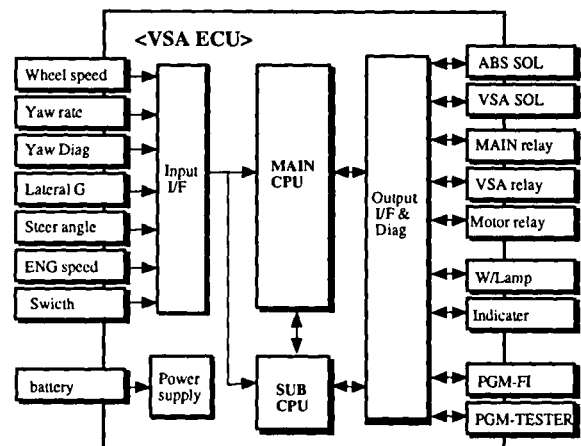 <VSA ECU>
Wheel speed
Yaw rate
Yaw Diag
Lateral G
Steer angle
ENG speed
Swicth
battery
Input
I/F
Power
supply
MAIN
CPU
SUB
CPU
Output
I/F &
Diag
ABS SOL
VSA SOL
MAIN relay
VSA relay
Motor relay
W/Lamp
Indicater
PGM-FI
PGM-TESTER